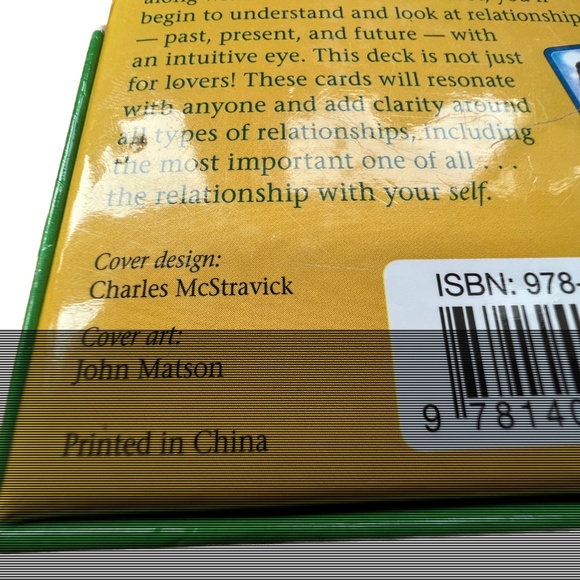 begin to understand and look at relationship
— past, present, and future — with
an intuitive eye. This deck is not just
for lovers! These cards will resonate
with anyone and add clarity around
all types of relationships, including
the most important one of all . . .
the relationship with your self.
Cover design:
Charles McStravick
Cover art:
John Matson
Printed in China
ISBN: 978-
9 78140